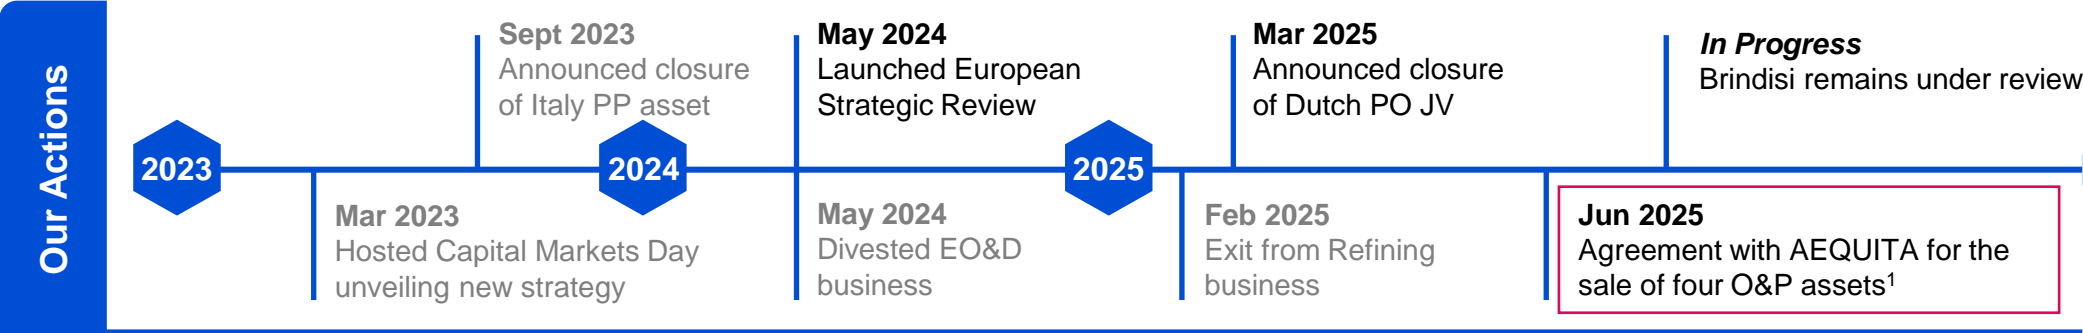 Our Actions
Sept 2023
Announced closure
of Italy PP asset
May 2024
Launched European
Strategic Review
Mar 2025
Announced closure
of Dutch PO JV
In Progress
Brindisi remains under review
2023
2024
2025
Mar 2023
Hosted Capital Markets Day
unveiling new strategy
May 2024
Divested EO&D
business
Feb 2025
Exit from Refining
business
Jun 2025
Agreement with AEQUITA for the
sale of four O&P assets¹